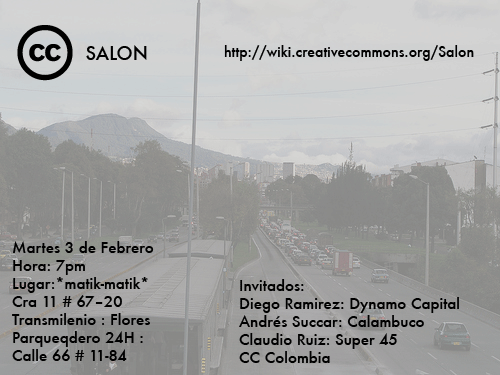 CC SALON
http://wiki.creativecommons.org/Salon
Martes 3 de Febrero
Hora: 7pm
Lugar:*matik-matik*
Cra 11 # 67-20
Transmilenio : Flores
Parqueqdero 24H :
Calle 66 # 11-84
Invitados:
Diego Ramirez: Dynamo Capital
Andrés Succar: Calambuco
Claudio Ruiz: Super 45
CC Colombia